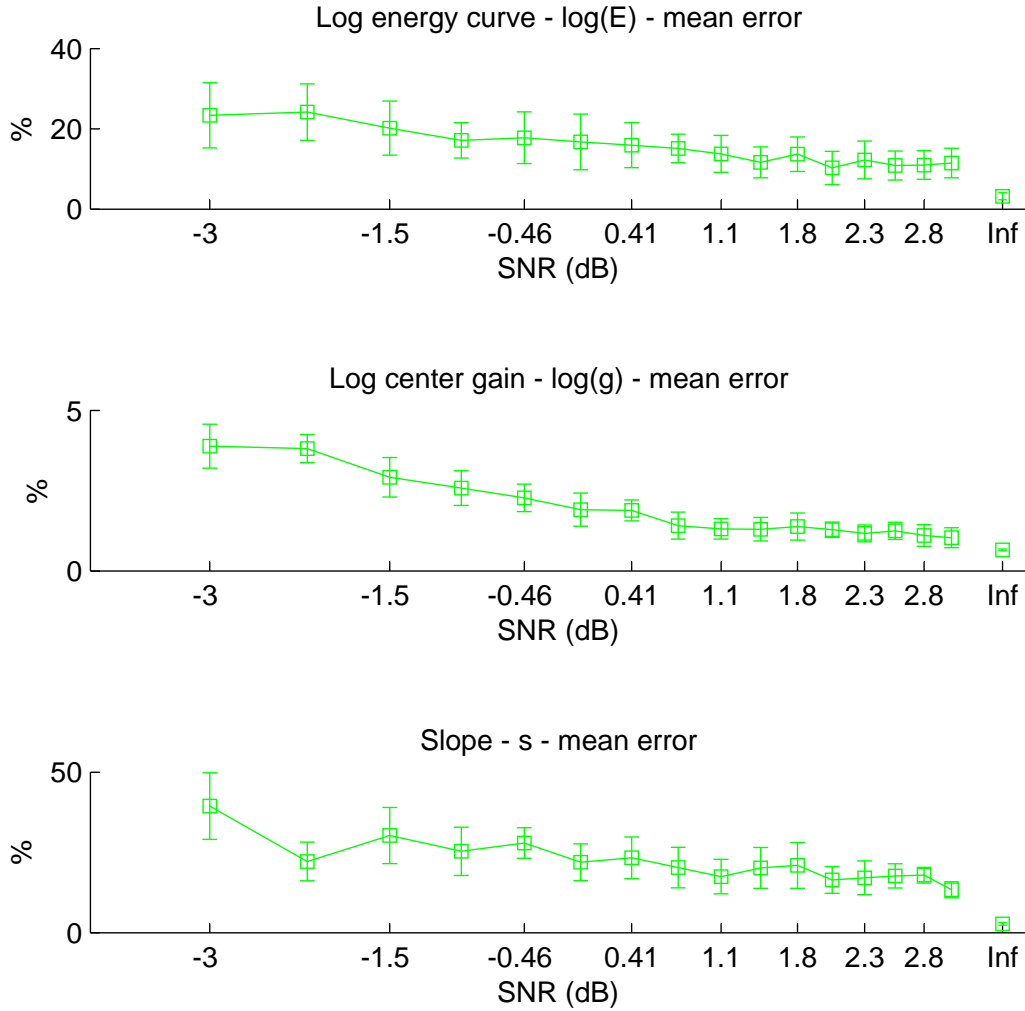 Log energy curve - log(E) - mean error
40
20
0
%
-3 -1.5 -0.46 0.41 1.1 1.8 2.3 2.8 Inf
SNR (dB)
Log center gain - log(g) - mean error
5
0
%
-3 -1.5 -0.46 0.41 1.1 1.8 2.3 2.8 Inf
SNR (dB)
Slope - s - mean error
50
0
%
-3 -1.5 -0.46 0.41 1.1 1.8 2.3 2.8 Inf
SNR (dB)